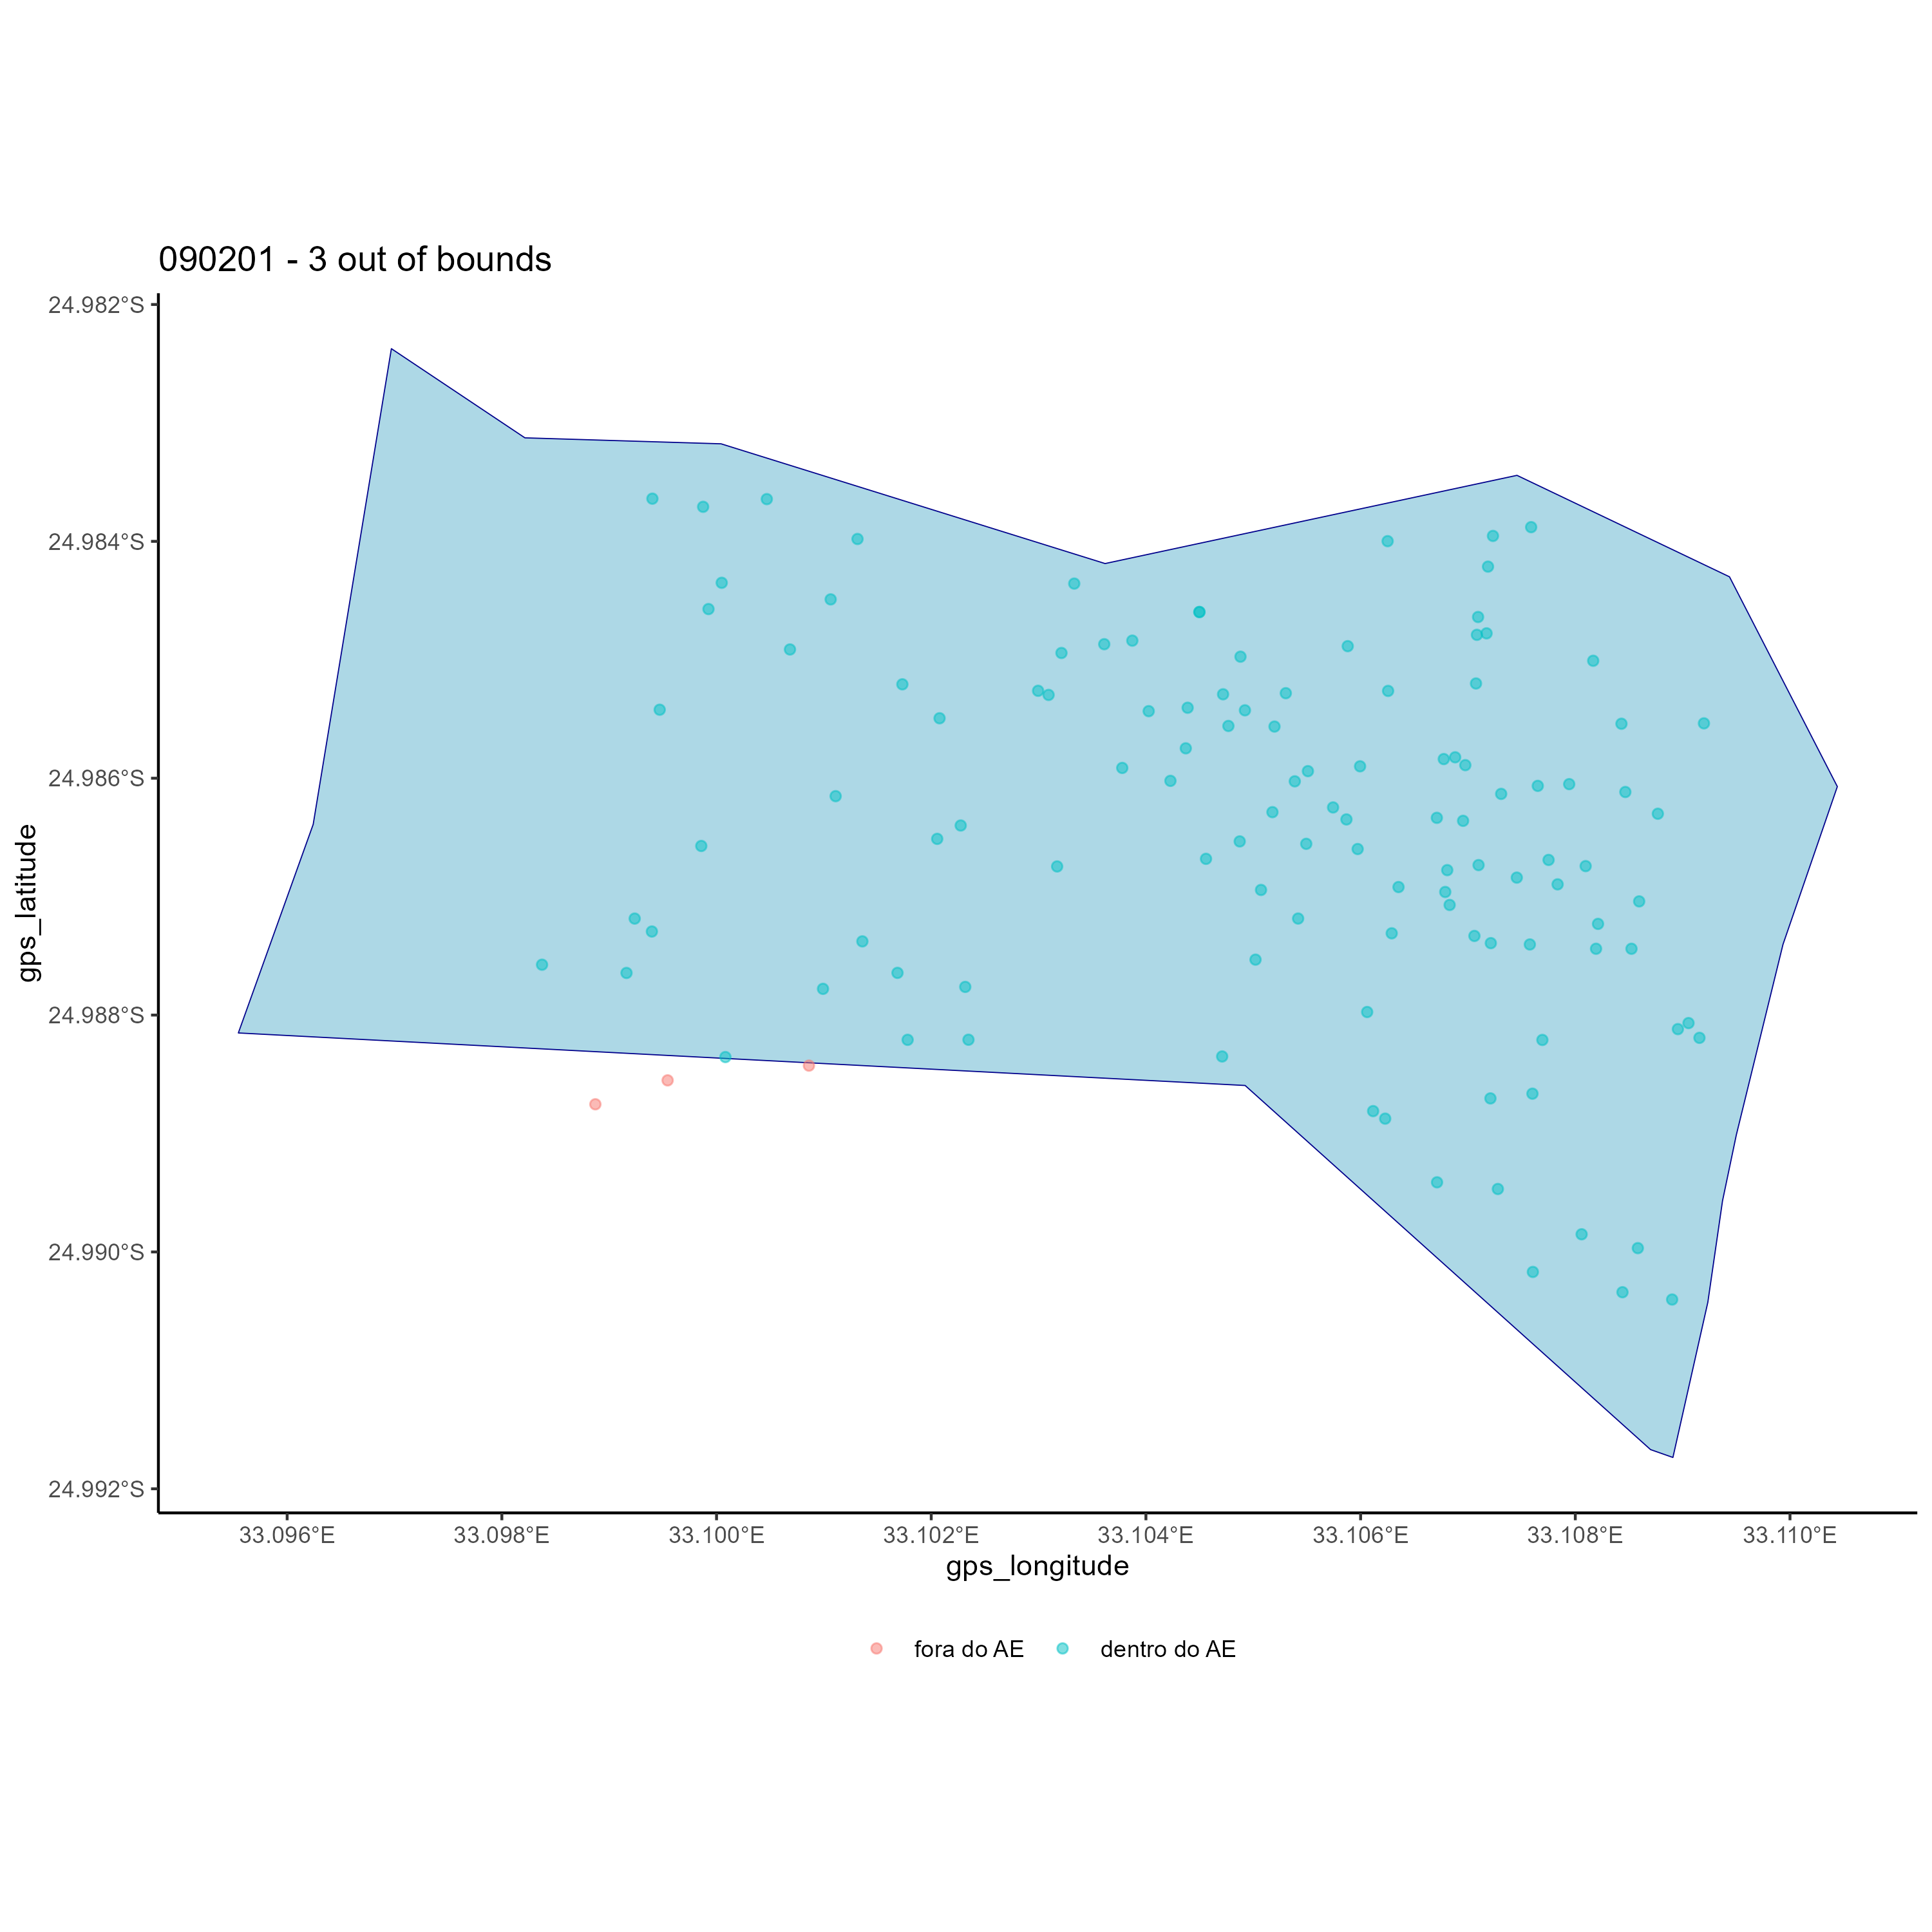 090201 - 3 out of bounds
24.982°S
24.984°S
24.986°S
24.988°S
24.990°S
24.992°S
gps_latitude
33.096°E 33.098°E 33.100°E 33.102°E 33.104°E 33.106°E 33.108°E 33.110°E
gps_longitude
fora do AE dentro do AE